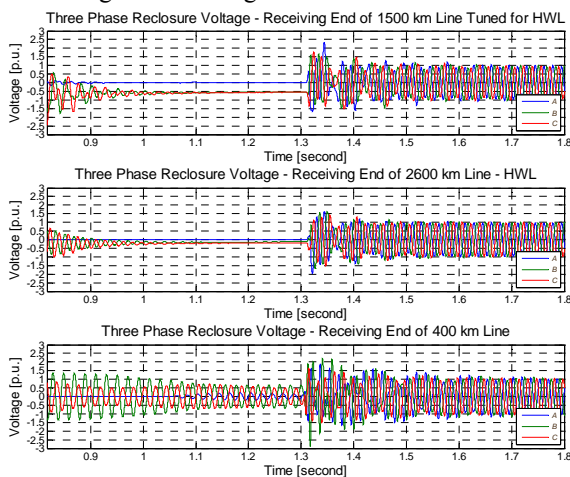 Three Phase Reclosure Voltage - Receiving End of 1500 km Line Tuned for HWL
Voltage [p.u.]
3
2.5
2
1.5
1
0.5
0
-0.5
-1
-1.5
-2
-2.5
-3
A
B
C
0.9 1 1.1 1.2 1.3 1.4 1.5 1.6 1.7 1.8
Time [second]
Three Phase Reclosure Voltage - Receiving End of 2600 km Line - HWL
Voltage [p.u.]
3
2.5
2
1.5
1
0.5
0
-0.5
-1
-1.5
-2
-2.5
-3
A
B
C
0.9 1 1.1 1.2 1.3 1.4 1.5 1.6 1.7 1.8
Time [second]
Three Phase Reclosure Voltage - Receiving End of 400 km Line
Voltage [p.u.]
3
2.5
2
1.5
1
0.5
0
-0.5
-1
-1.5
-2
-2.5
-3
A
B
C
0.9 1 1.1 1.2 1.3 1.4 1.5 1.6 1.7 1.8
Time [second]